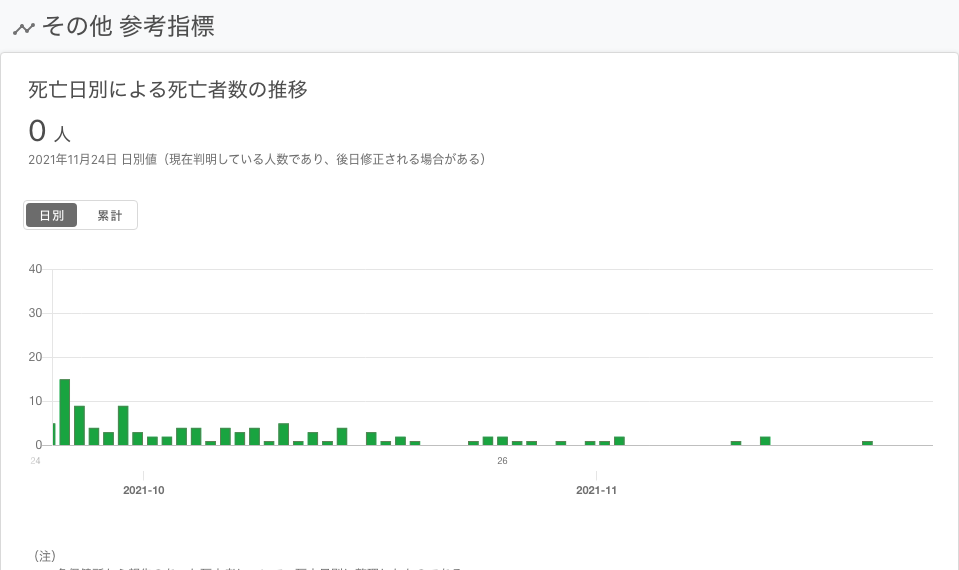 その他 参考指標
死亡日別による死亡者数の推移
0 人
2021年11月24日 日別値（現在判明している人数であり、後日修正される場合がある）
日別 累計
40
30
20
10
0
24 26
2021-10 2021-11
（注）